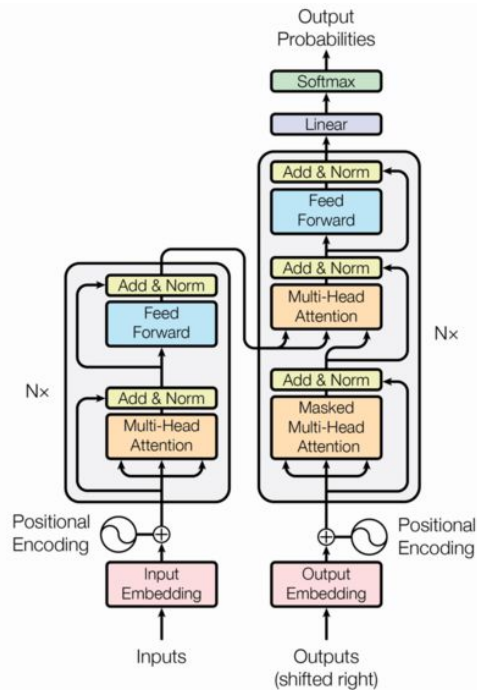 Output
Probabilities
Softmax
Linear
Add & Norm
Feed
Forward
Add & Norm
Multi-Head
Attention
Nx
Add & Norm
Masked
Multi-Head
Attention
Add & Norm
Feed
Forward
Nx
Add & Norm
Multi-Head
Attention
Positional
Encoding
Positional
Encoding
Input
Embedding
Output
Embedding
Inputs
Outputs
(shifted right)